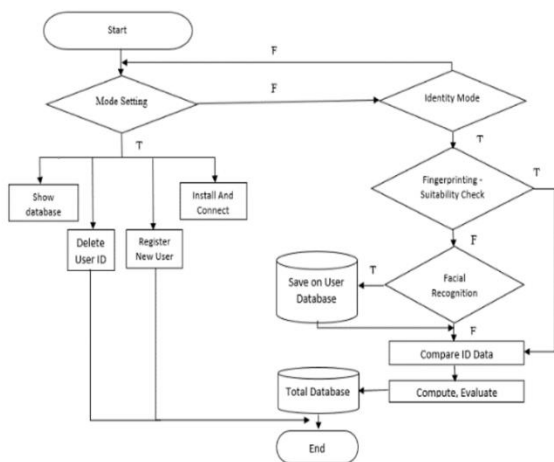 Start
F
Mode Setting
F
Identity Mode
T
T
Fingerprinting -
Suitability Check
T
Show
database
Install And
Connect
Delete
User ID
Register
New User
F
Save on User
Database
T
Facial
Recognition
F
Compare ID Data
Total Database
Compute, Evaluate
End